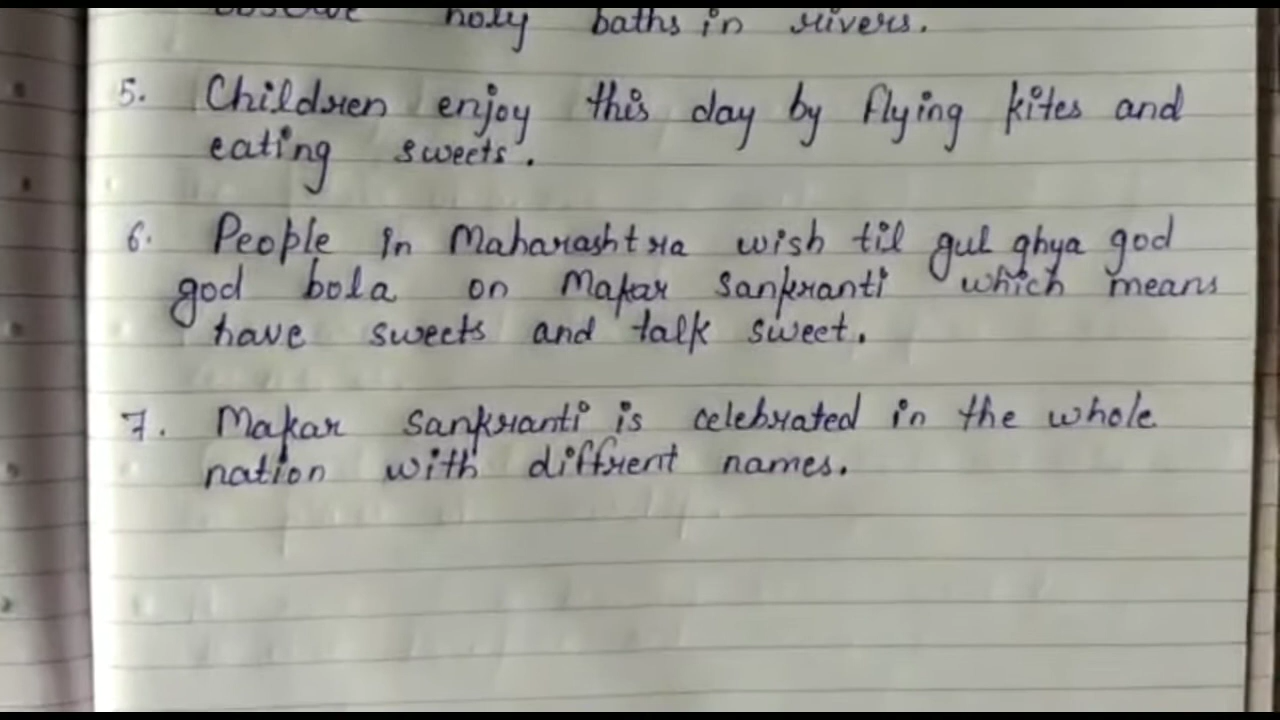 observe holy baths in rivers.
5. Children enjoy this day by flying kites and
eating sweets.
6. People in Maharashtra wish til gul ghya god
god bola on Makar Sankranti which means
have sweets and talk sweet.
7. Makar Sankranti is celebrated in the whole
nation with diffrent names.